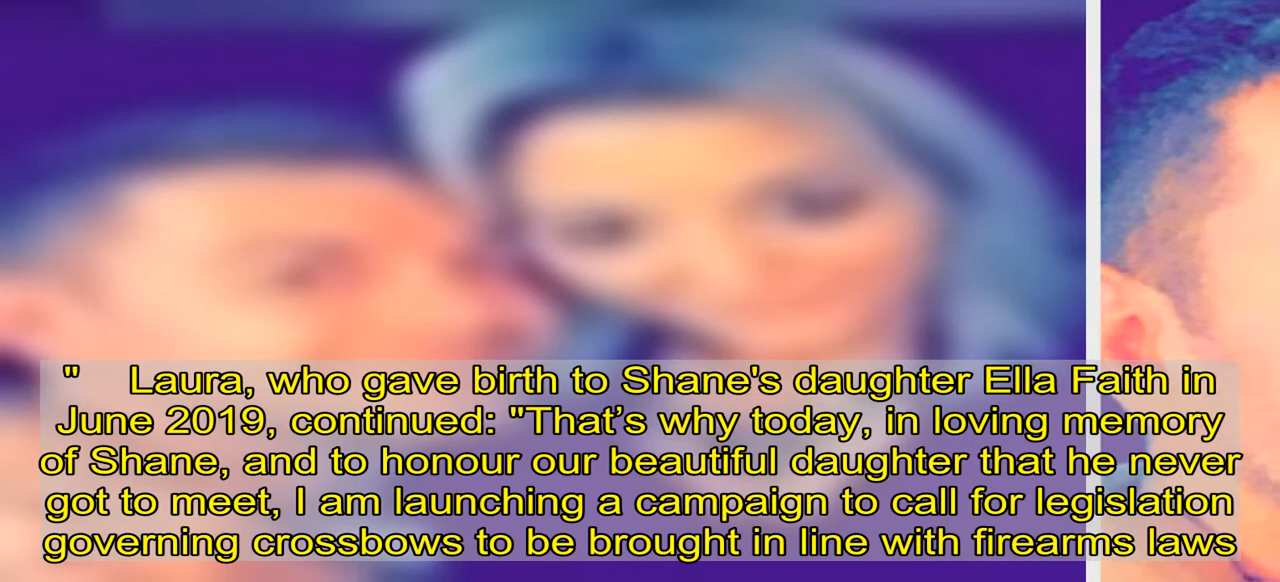 "    Laura, who gave birth to Shane's daughter Ella Faith in
June 2019, continued: "That’s why today, in loving memory
of Shane, and to honour our beautiful daughter that he never
got to meet, I am launching a campaign to call for legislation
governing crossbows to be brought in line with firearms laws